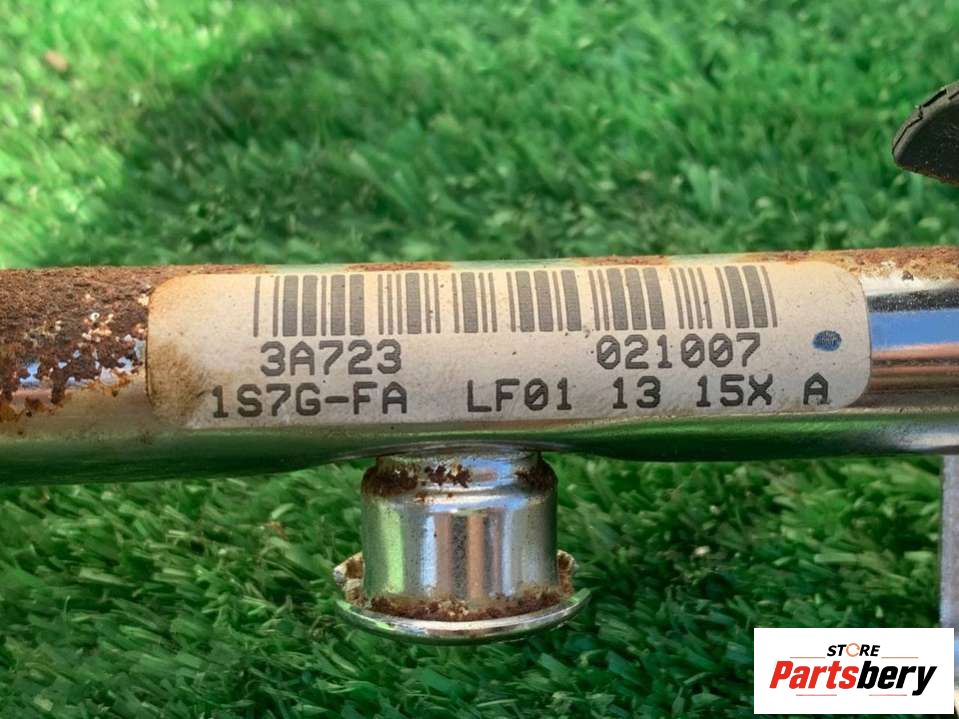 3A723 021007
1S7G-FA LF01 13 15X A
STORE
Partsbery